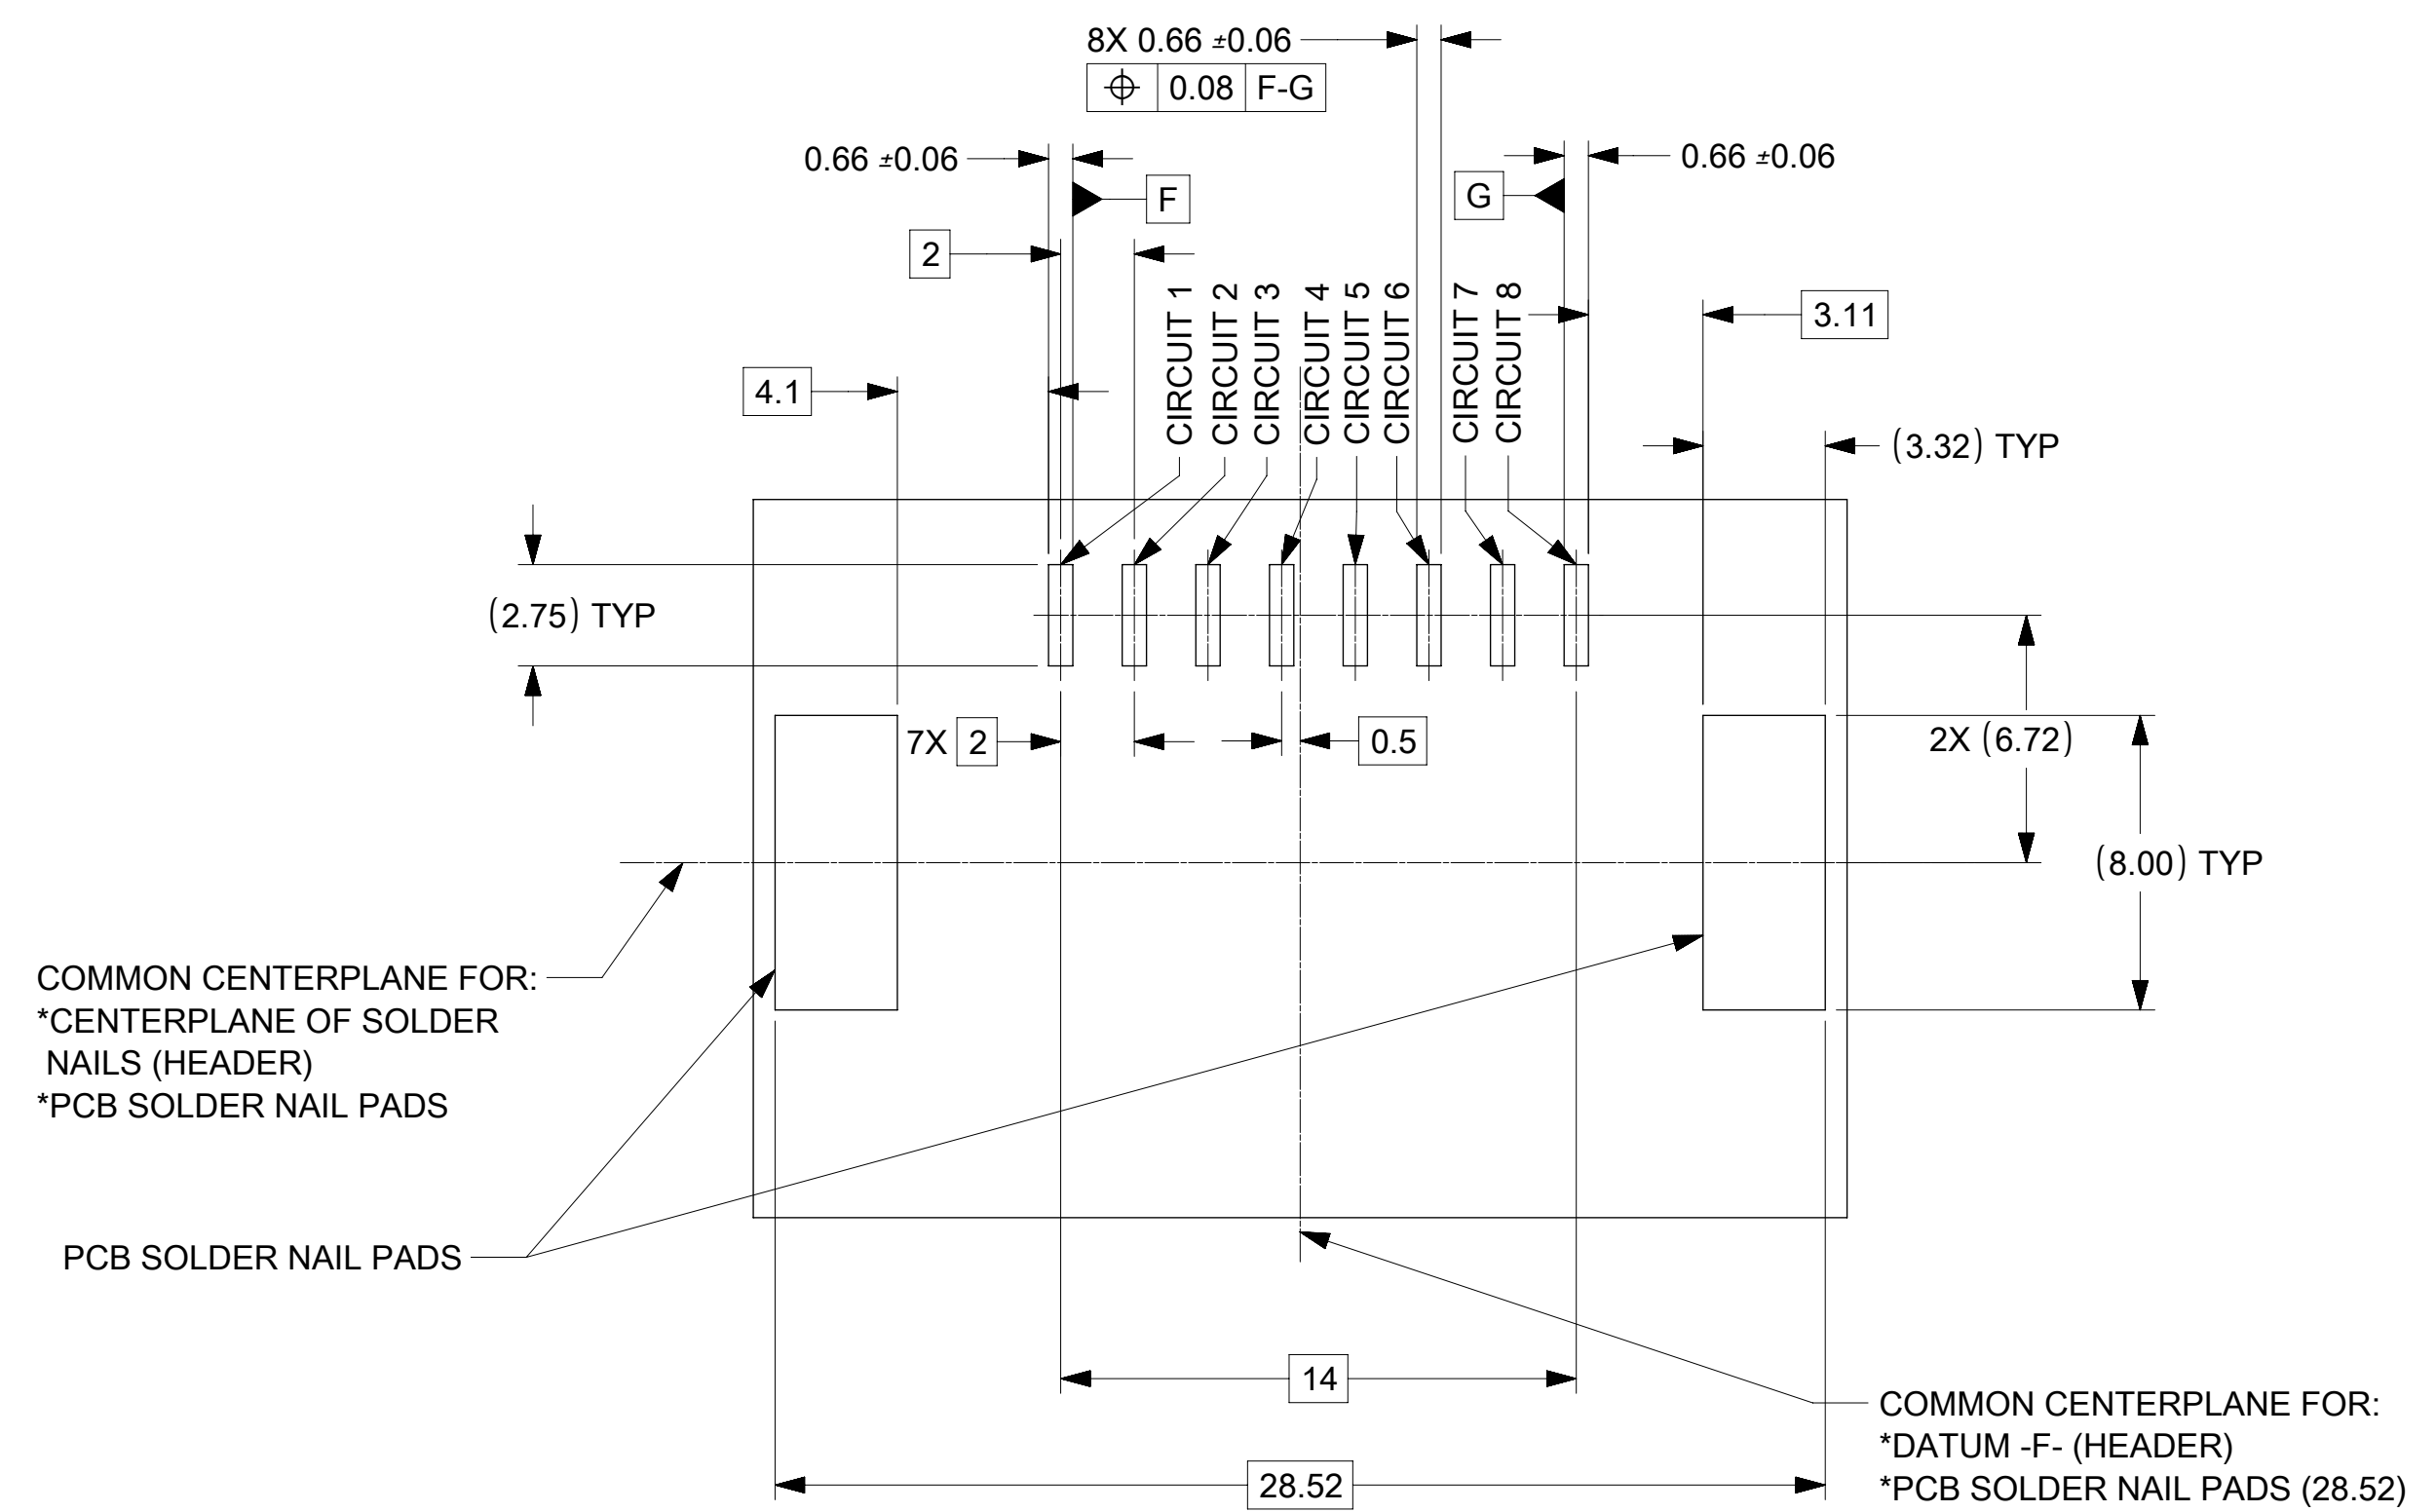 8X 0.66 ±0.06
⌖ 0.08 F-G
0.66 ±0.06
0.66 ±0.06
F
G
2
CIRCUIT 1
CIRCUIT 2
CIRCUIT 3
CIRCUIT 4
CIRCUIT 5
CIRCUIT 6
CIRCUIT 7
CIRCUIT 8
3.11
4.1
(3.32) TYP
(2.75) TYP
7X 2
0.5
2X (6.72)
(8.00) TYP
COMMON CENTERPLANE FOR:
*CENTERPLANE OF SOLDER
NAILS (HEADER)
*PCB SOLDER NAIL PADS
PCB SOLDER NAIL PADS
14
COMMON CENTERPLANE FOR:
*DATUM -F- (HEADER)
*PCB SOLDER NAIL PADS (28.52)
28.52